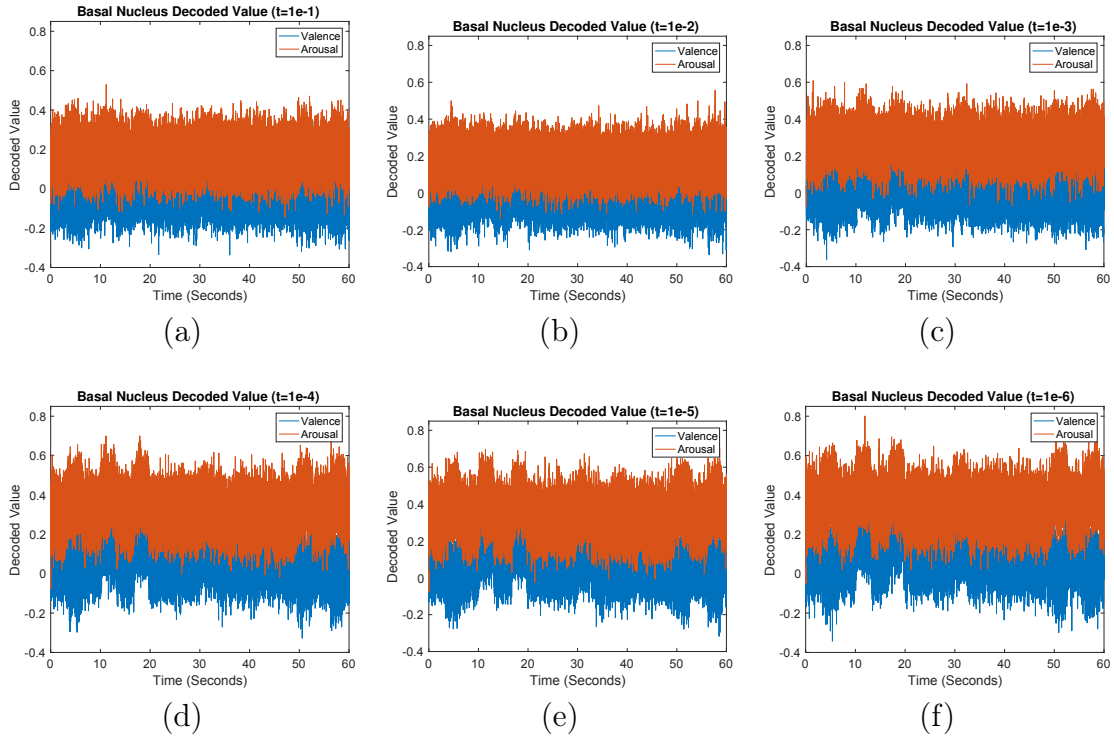 Basal Nucleus Decoded Value (t=1e-1)
Valence
Arousal
Decoded Value
0.8
0.6
0.4
0.2
0
-0.2
-0.4
0 10 20 30 40 50 60
Time (Seconds)
(a)
Basal Nucleus Decoded Value (t=1e-2)
Valence
Arousal
Decoded Value
0.8
0.6
0.4
0.2
0
-0.2
-0.4
0 10 20 30 40 50 60
Time (Seconds)
(b)
Basal Nucleus Decoded Value (t=1e-3)
Valence
Arousal
Decoded Value
0.8
0.6
0.4
0.2
0
-0.2
-0.4
0 10 20 30 40 50 60
Time (Seconds)
(c)
Basal Nucleus Decoded Value (t=1e-4)
Valence
Arousal
Decoded Value
0.8
0.6
0.4
0.2
0
-0.2
-0.4
0 10 20 30 40 50 60
Time (Seconds)
(d)
Basal Nucleus Decoded Value (t=1e-5)
Valence
Arousal
Decoded Value
0.8
0.6
0.4
0.2
0
-0.2
-0.4
0 10 20 30 40 50 60
Time (Seconds)
(e)
Basal Nucleus Decoded Value (t=1e-6)
Valence
Arousal
Decoded Value
0.8
0.6
0.4
0.2
0
-0.2
-0.4
0 10 20 30 40 50 60
Time (Seconds)
(f)